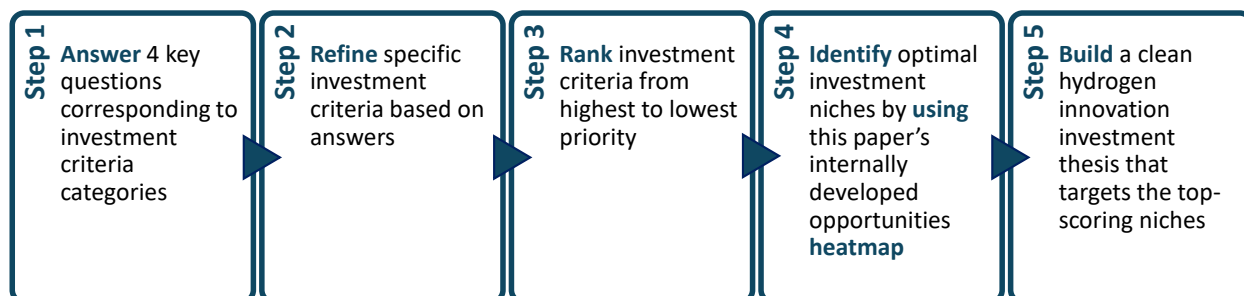 Step 1
Answer 4 key
questions
corresponding to
investment
criteria
categories
Step 2
Refine specific
investment
criteria based on
answers
Step 3
Rank investment
criteria from
highest to lowest
priority
Step 4
Identify optimal
investment
niches by using
this paper’s
internally
developed
opportunities
heatmap
Step 5
Build a clean
hydrogen
innovation
investment
thesis that
targets the top-
scoring niches